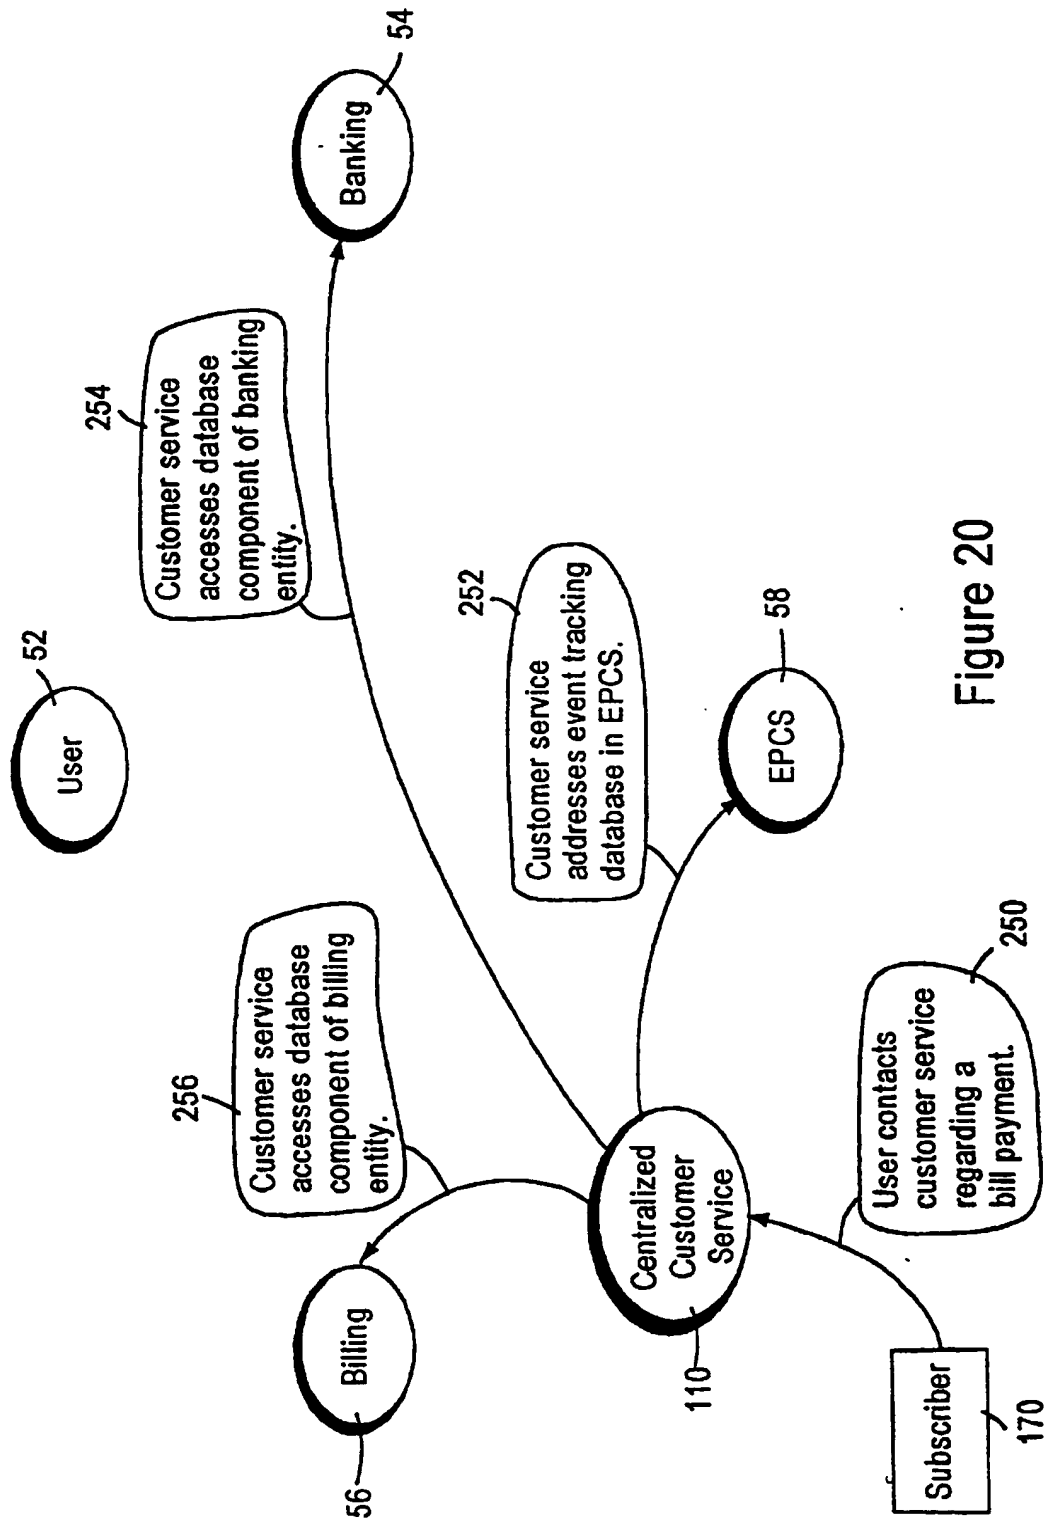 User
52
Banking
54
Customer service
accesses database
component of banking
entity.
254
Customer service
accesses database
component of billing
entity.
256
Billing
56
Customer service
addresses event tracking
database in EPCS.
252
EPCS
58
Centralized
Customer
Service
110
User contacts
customer service
regarding a
bill payment.
250
Subscriber
170
Figure 20